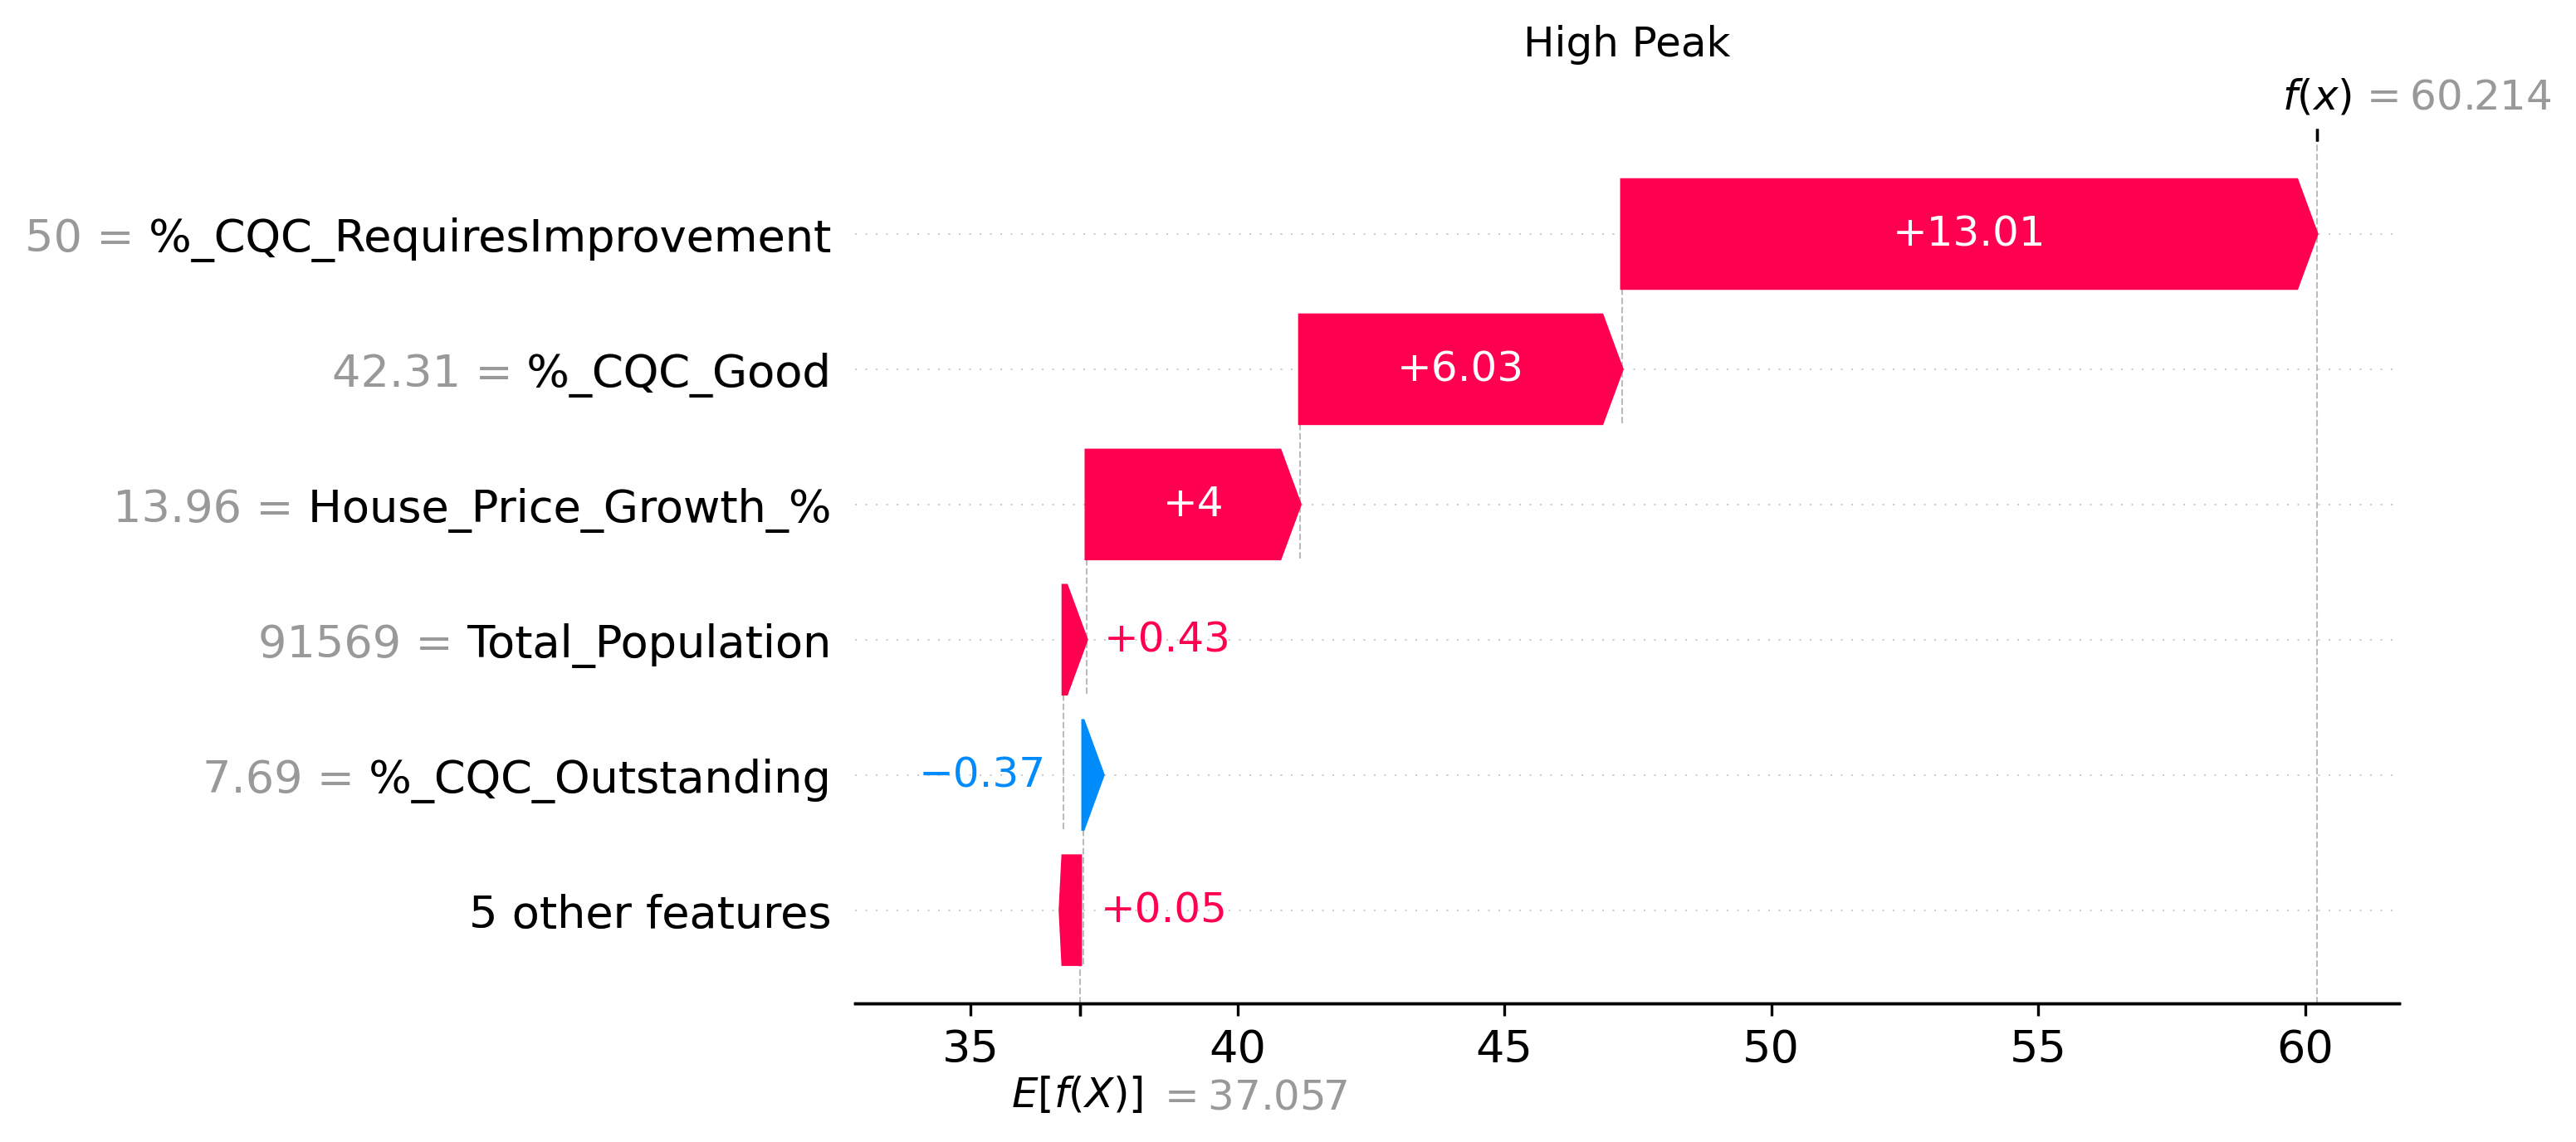 High Peak
f(x) = 60.214
50 = %_CQC_RequiresImprovement
+13.01
42.31 = %_CQC_Good
+6.03
13.96 = House_Price_Growth_%
+4
91569 = Total_Population
+0.43
7.69 = %_CQC_Outstanding
−0.37
5 other features
+0.05
35 40 45 50 55 60
E[f(X)] = 37.057